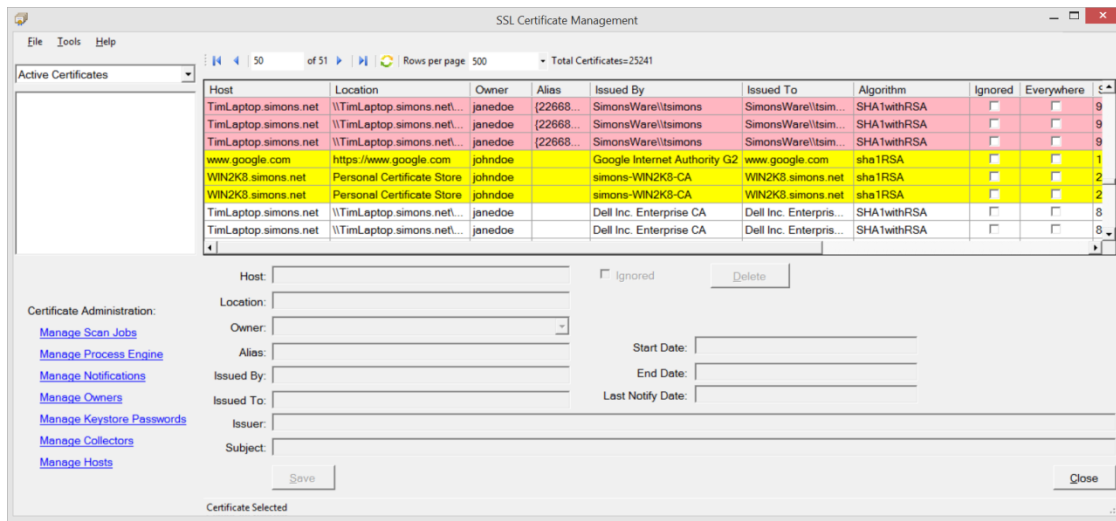 SSL Certificate Management
File Tools Help
50 of 51 Rows per page 500 Total Certificates=25241
Active Certificates
Host Location Owner Alias Issued By Issued To Algorithm Ignored Everywhere
TimLaptop.simons.net \\TimLaptop.simons.net\... janedoe {22668... SimonsWare\\tsimons SimonsWare\\tsim... SHA1withRSA 9
TimLaptop.simons.net \\TimLaptop.simons.net\... janedoe {22668... SimonsWare\\tsimons SimonsWare\\tsim... SHA1withRSA 9
TimLaptop.simons.net \\TimLaptop.simons.net\... janedoe {22668... SimonsWare\\tsimons SimonsWare\\tsim... SHA1withRSA 9
www.google.com https://www.google.com johndoe Google Internet Authority G2 www.google.com sha1RSA 1
WIN2K8.simons.net Personal Certificate Store johndoe simons-WIN2K8-CA WIN2K8.simons.net sha1RSA 2
WIN2K8.simons.net Personal Certificate Store johndoe simons-WIN2K8-CA WIN2K8.simons.net sha1RSA 2
TimLaptop.simons.net \\TimLaptop.simons.net\... janedoe Dell Inc. Enterprise CA Dell Inc. Enterpris... SHA1withRSA 8
TimLaptop.simons.net \\TimLaptop.simons.net\... janedoe Dell Inc. Enterprise CA Dell Inc. Enterpris... SHA1withRSA 8
Certificate Administration:
Manage Scan Jobs
Manage Process Engine
Manage Notifications
Manage Owners
Manage Keystore Passwords
Manage Collectors
Manage Hosts
Host: Ignored Delete
Location:
Owner:
Alias: Start Date:
Issued By: End Date:
Issued To: Last Notify Date:
Issuer:
Subject:
Save Close
Certificate Selected